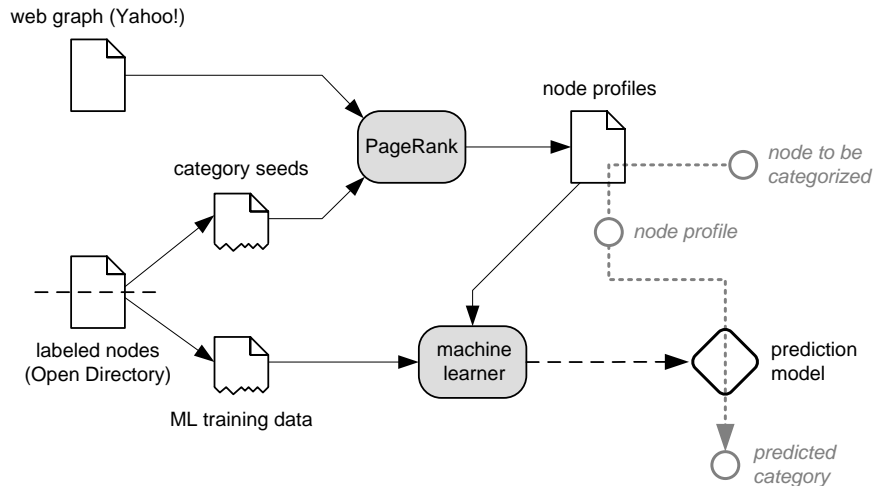 web graph (Yahoo!)
node profiles
PageRank
category seeds
node to be
categorized
node profile
labeled nodes
(Open Directory)
machine
learner
prediction
model
ML training data
predicted
category